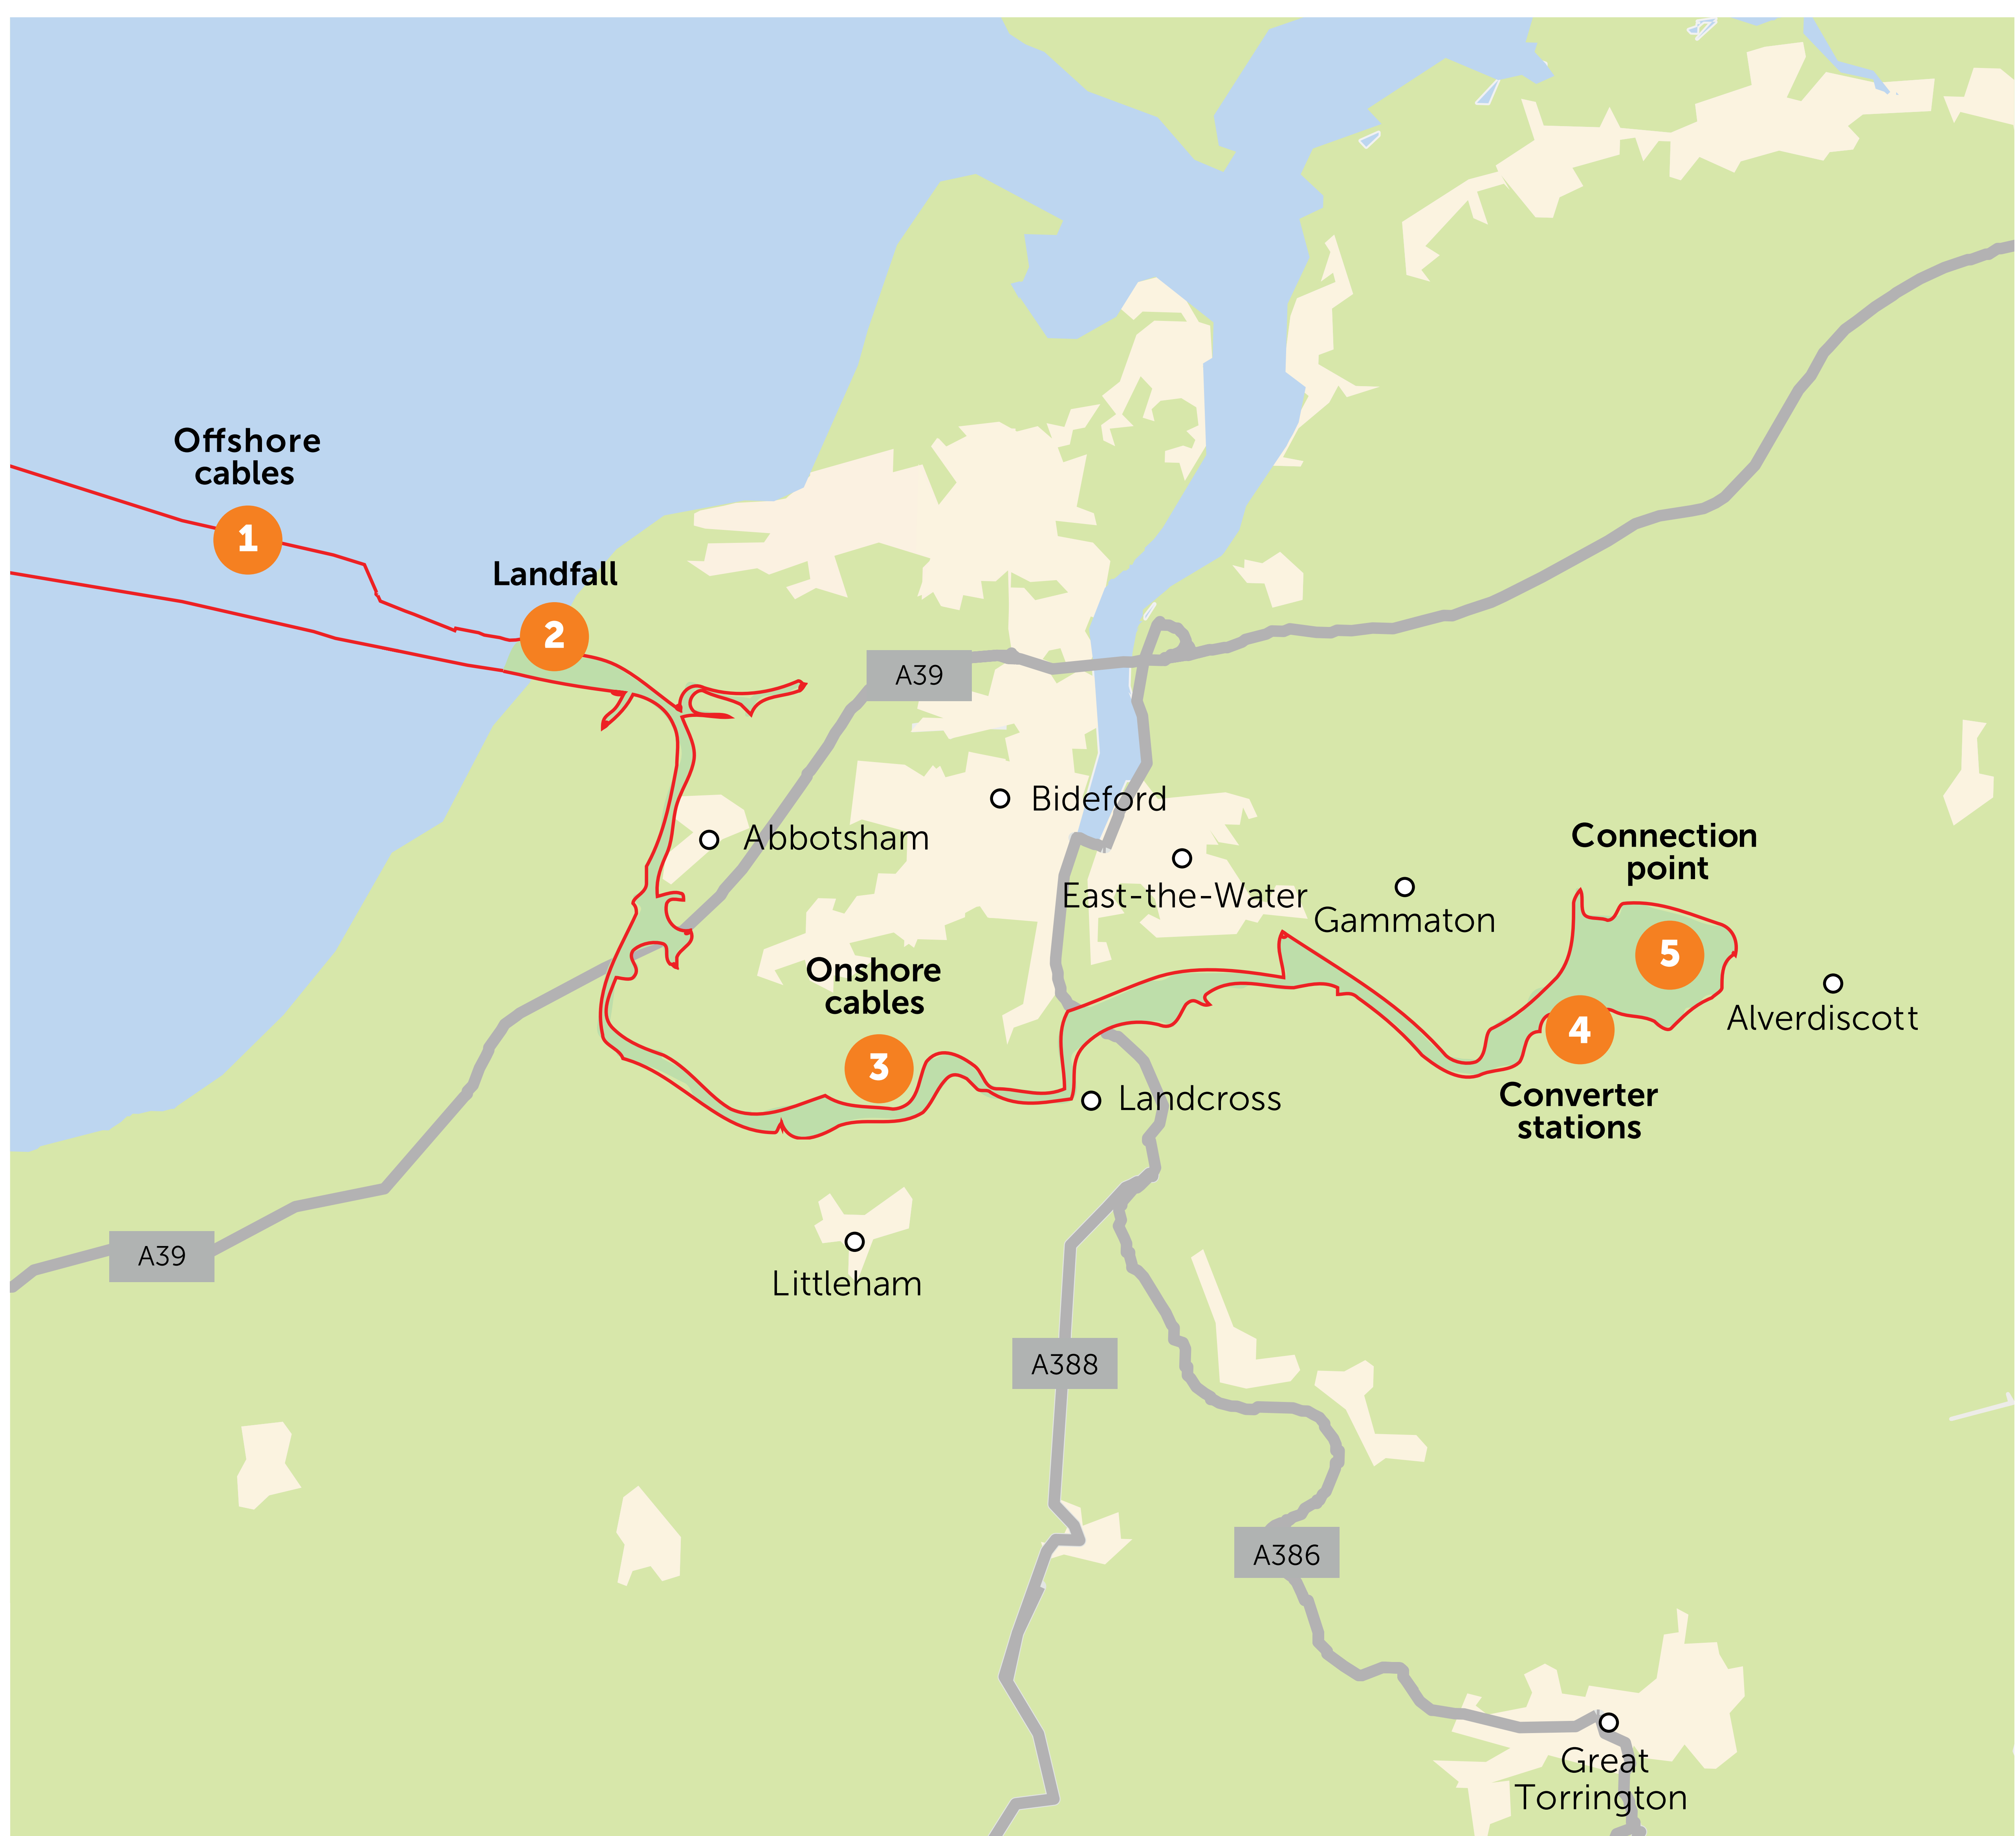 Offshore
cables
1
Landfall
2
A39
Bideford
Abbotsham
East-the-Water
Gammaton
Connection
point
5
Alverdiscott
Onshore
cables
3
4
Converter
stations
Landcross
A39
Littleham
A388
A386
Great
Torrington